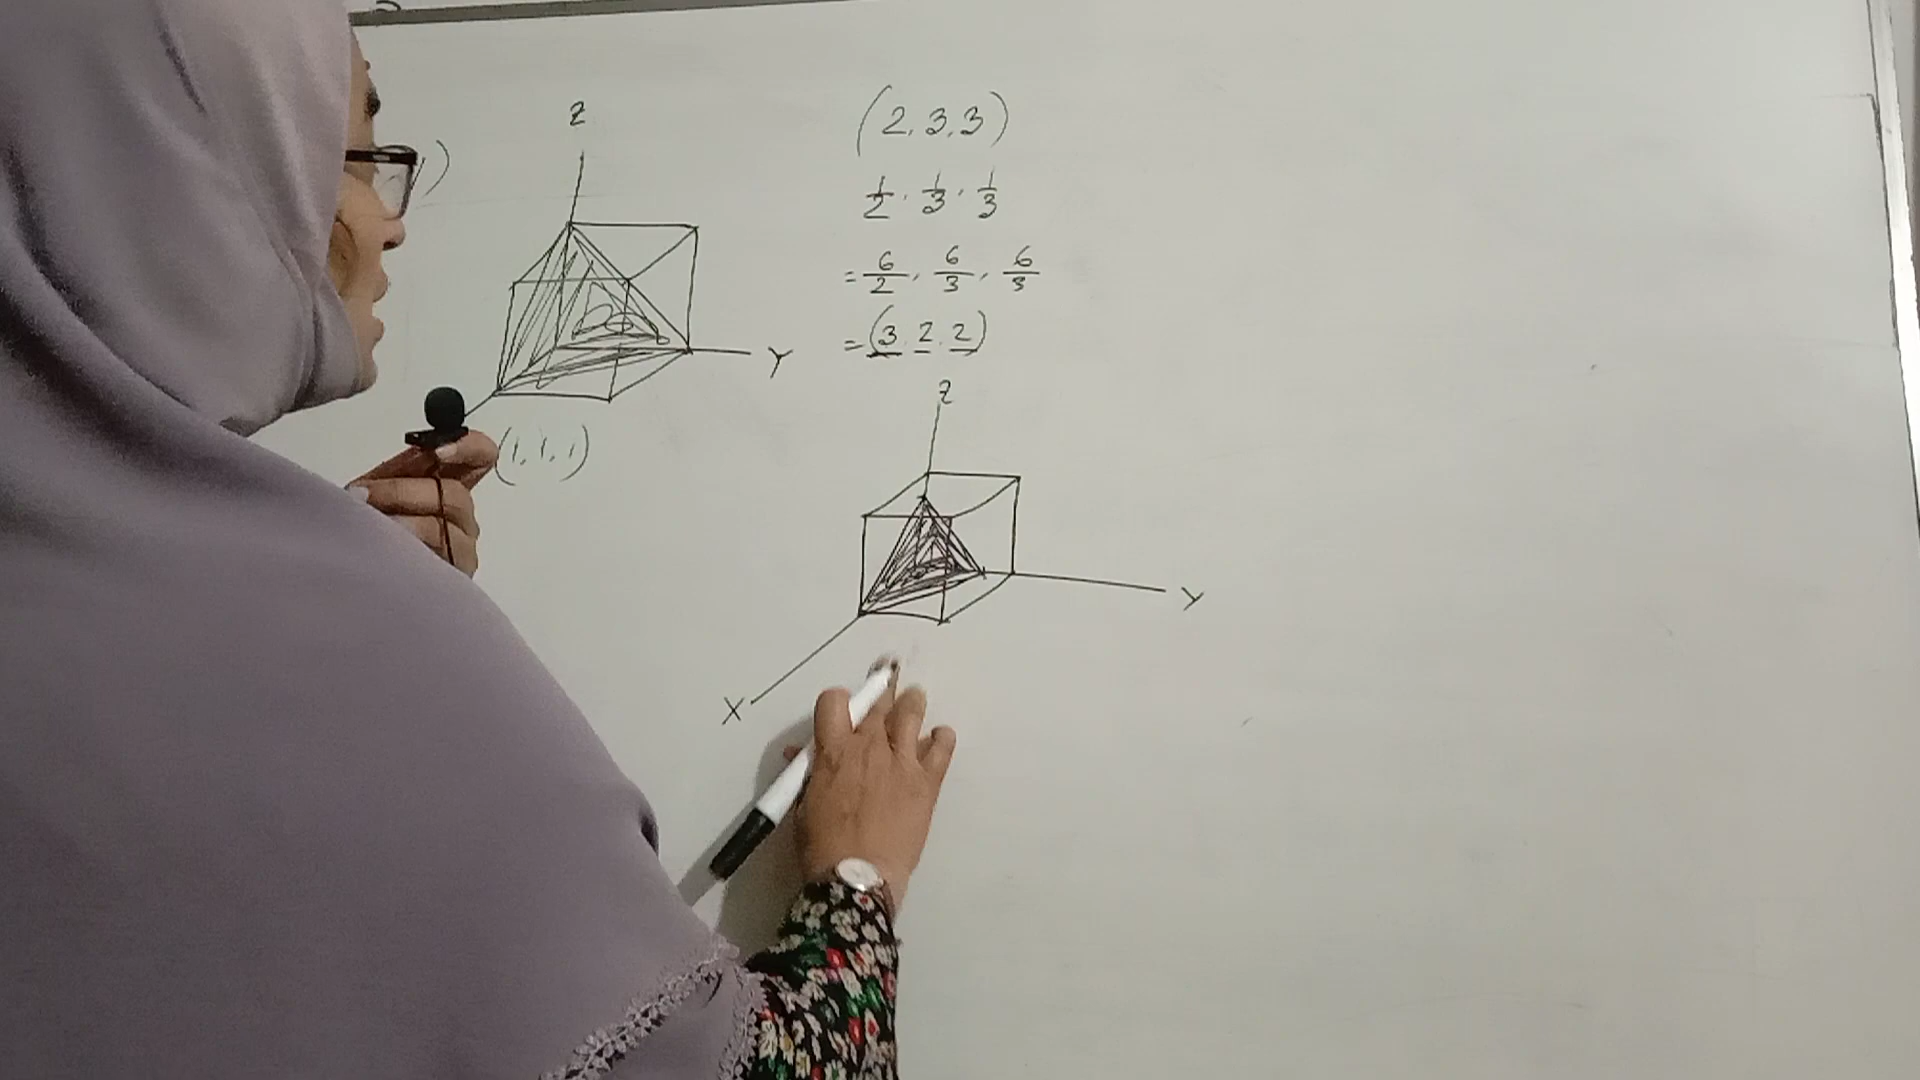 Z
Y
(1, 1, 1)
(2, 3, 3)
1/2, 1/3, 1/3
= 6/2, 6/3, 6/3
= (3, 2, 2)
Z
Y
X